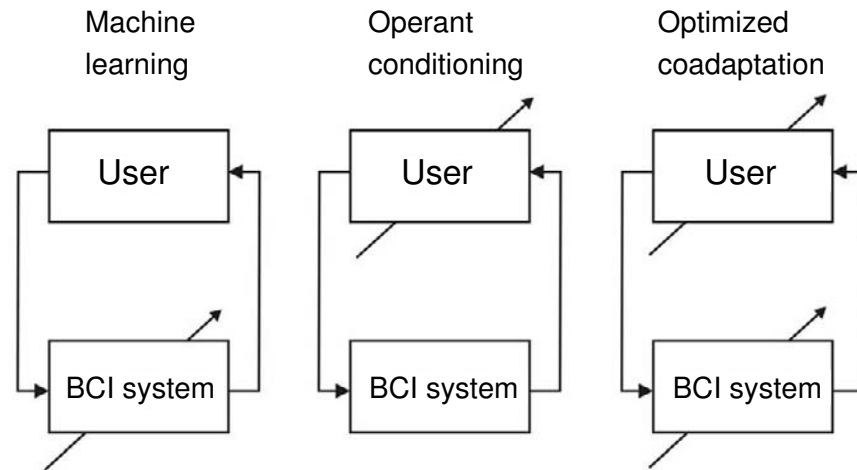 Machine
learning
Operant
conditioning
Optimized
coadaptation
User
User
User
BCI system
BCI system
BCI system